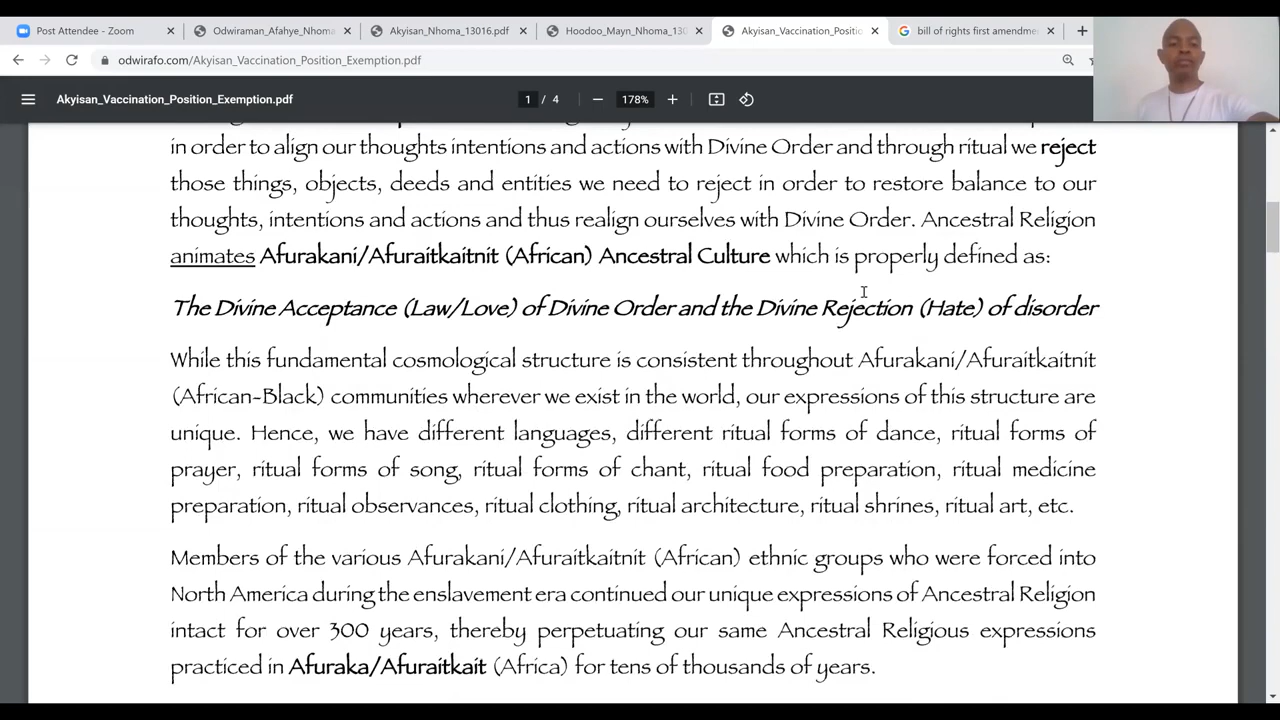 Post Attendee - Zoom
Odwiraman_Afahye_Nhoma
Akyisan_Nhoma_13016.pdf
Hoodoo_Mayn_Nhoma_130
Akyisan_Vaccination_Positio
bill of rights first amendme
odwirafo.com/Akyisan_Vaccination_Position_Exemption.pdf
Akyisan_Vaccination_Position_Exemption.pdf
1 / 4
178%
in order to align our thoughts intentions and actions with Divine Order and through ritual we reject
those things, objects, deeds and entities we need to reject in order to restore balance to our
thoughts, intentions and actions and thus realign ourselves with Divine Order. Ancestral Religion
animates Afurakani/Afuraitkaitnit (African) Ancestral Culture which is properly defined as:
The Divine Acceptance (Law/Love) of Divine Order and the Divine Rejection (Hate) of disorder
While this fundamental cosmological structure is consistent throughout Afurakani/Afuraitkaitnit
(African-Black) communities wherever we exist in the world, our expressions of this structure are
unique. Hence, we have different languages, different ritual forms of dance, ritual forms of
prayer, ritual forms of song, ritual forms of chant, ritual food preparation, ritual medicine
preparation, ritual observances, ritual clothing, ritual architecture, ritual shrines, ritual art, etc.
Members of the various Afurakani/Afuraitkaitnit (African) ethnic groups who were forced into
North America during the enslavement era continued our unique expressions of Ancestral Religion
intact for over 300 years, thereby perpetuating our same Ancestral Religious expressions
practiced in Afuraka/Afuraitkait (Africa) for tens of thousands of years.